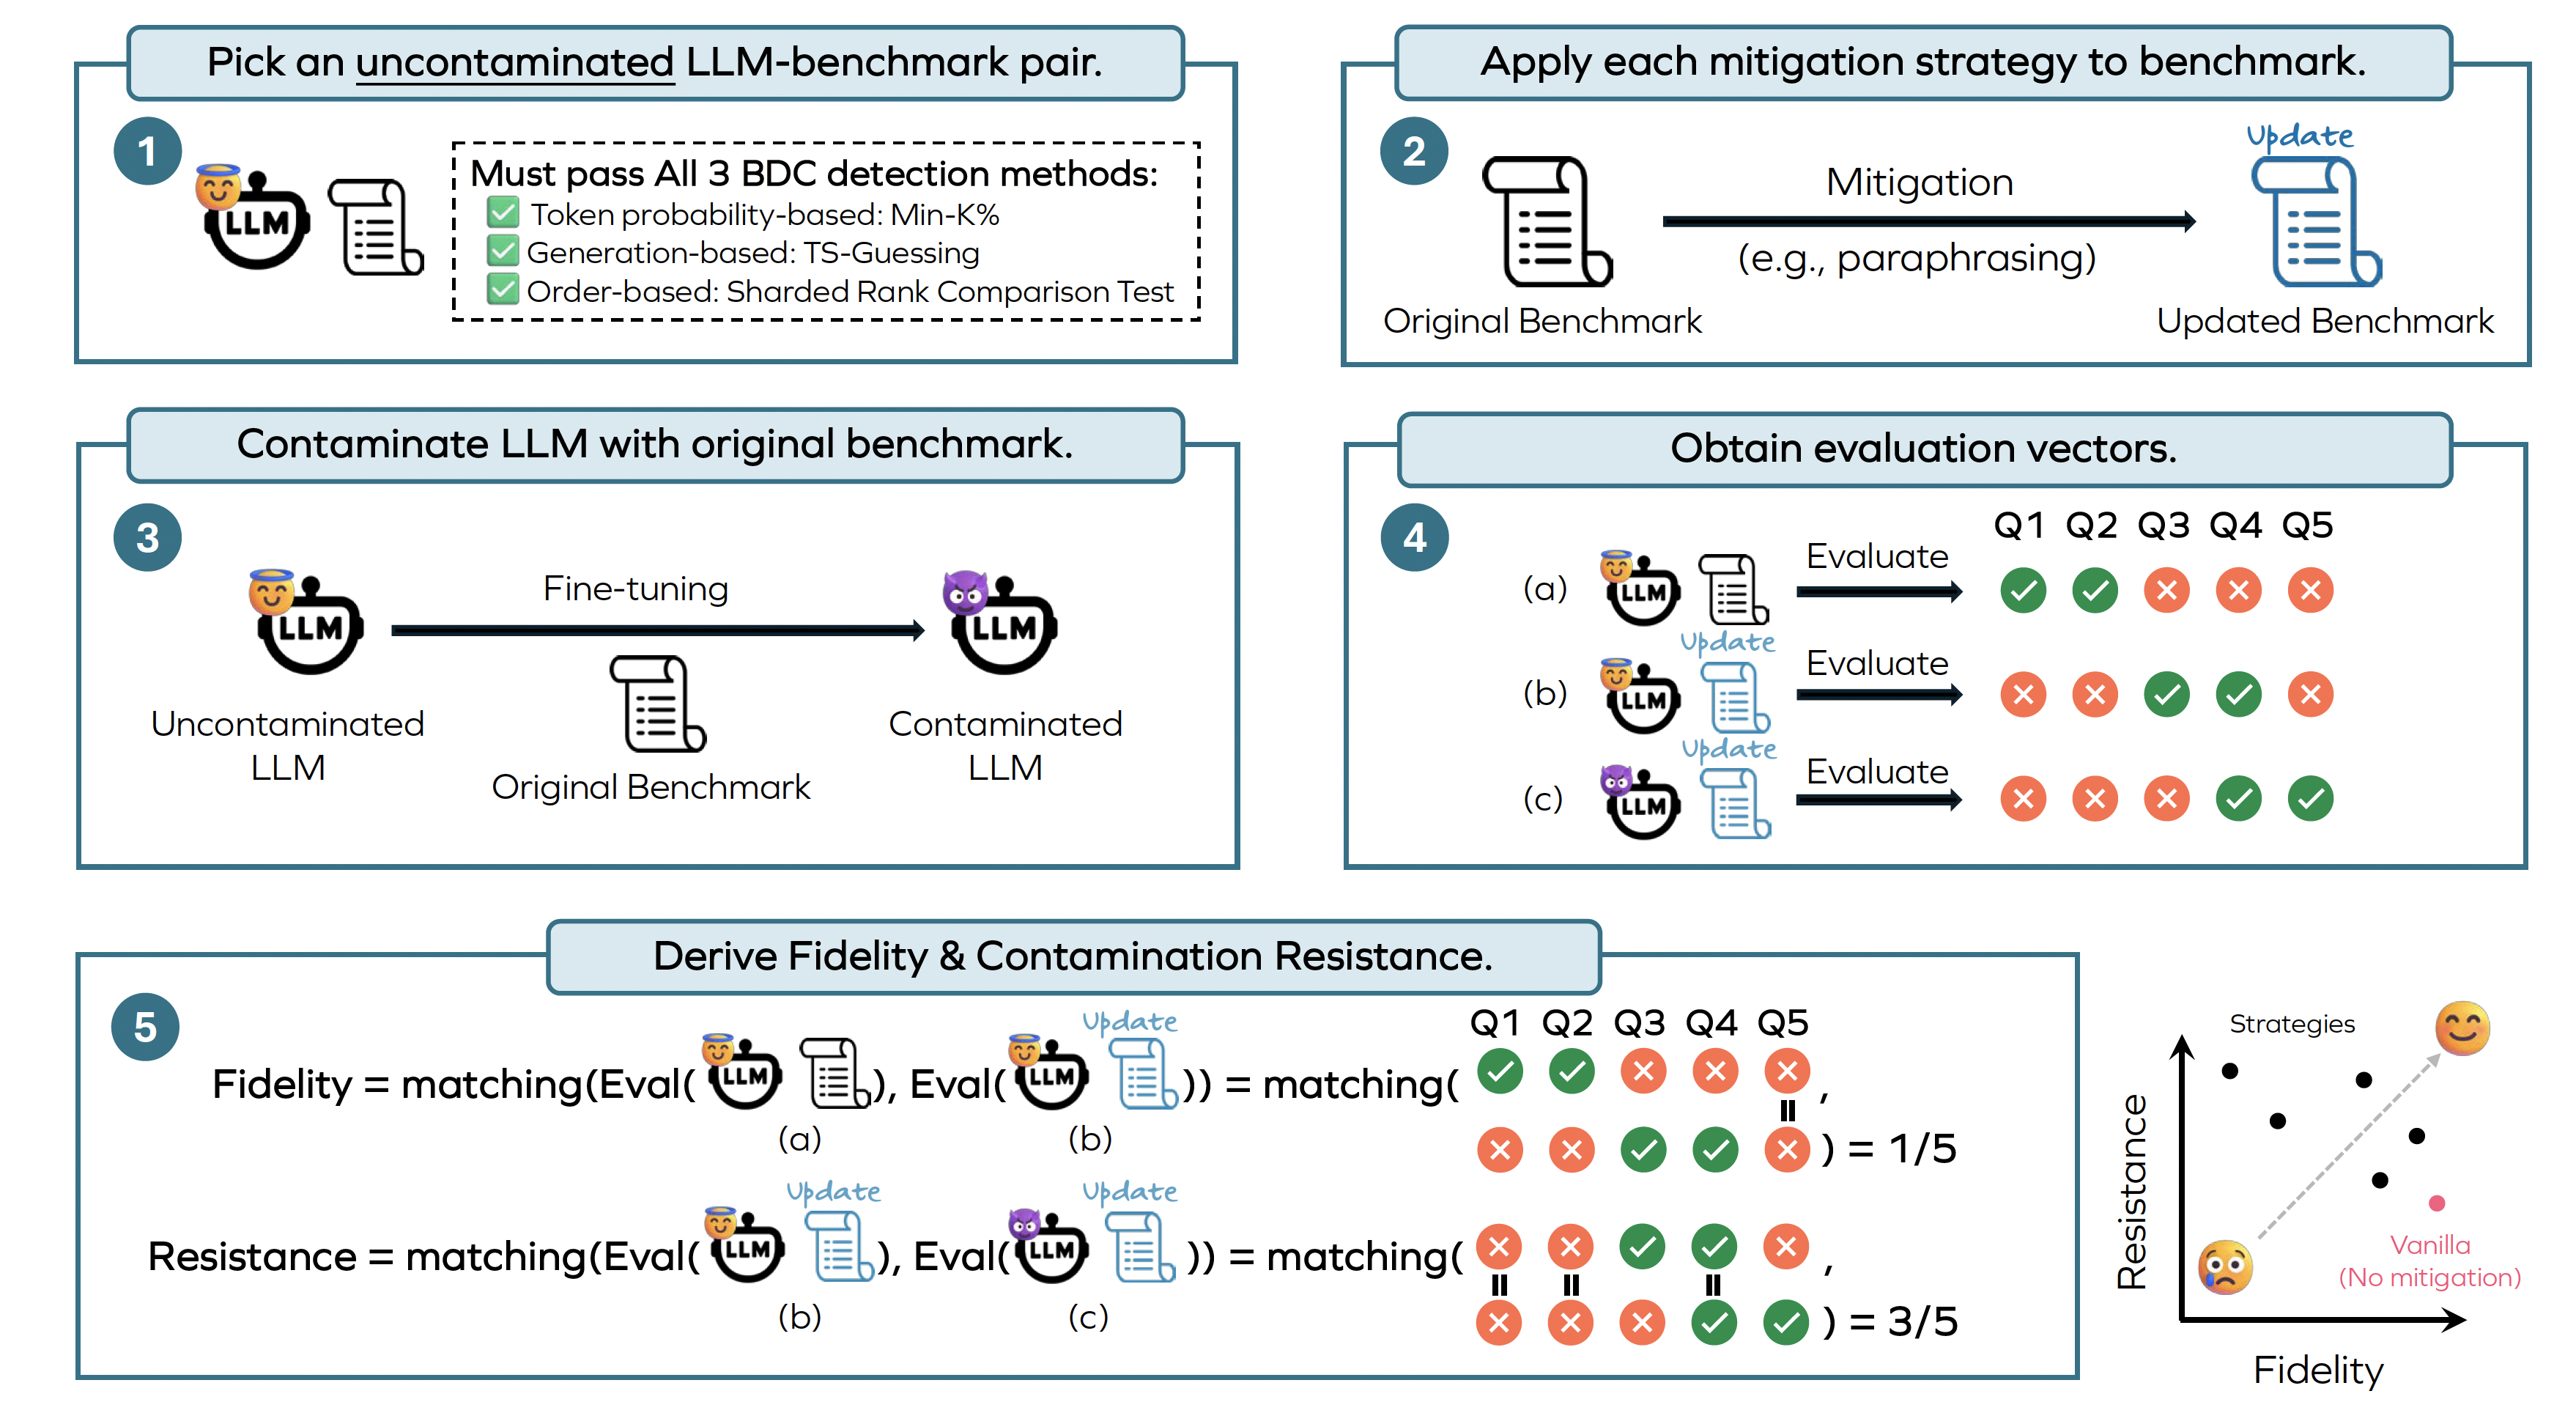 Pick an uncontaminated LLM-benchmark pair.
1
LLM
Must pass All 3 BDC detection methods:
Token probability-based: Min-K%
Generation-based: TS-Guessing
Order-based: Sharded Rank Comparison Test
Apply each mitigation strategy to benchmark.
2
Update
Mitigation
(e.g., paraphrasing)
Original Benchmark
Updated Benchmark
Contaminate LLM with original benchmark.
3
Fine-tuning
LLM
LLM
Uncontaminated
LLM
Original Benchmark
Contaminated
LLM
Obtain evaluation vectors.
4
Q1 Q2 Q3 Q4 Q5
(a) LLM Evaluate
Update
(b) LLM Evaluate
Update
(c) LLM Evaluate
Derive Fidelity & Contamination Resistance.
5
Q1 Q2 Q3 Q4 Q5
Update
Fidelity = matching(Eval( LLM ), Eval( LLM )) = matching( ,
(a) (b)
) = 1/5
Update Update
Resistance = matching(Eval( LLM ), Eval( LLM )) = matching( ,
(b) (c)
) = 3/5
Strategies
Resistance
Vanilla
(No mitigation)
Fidelity